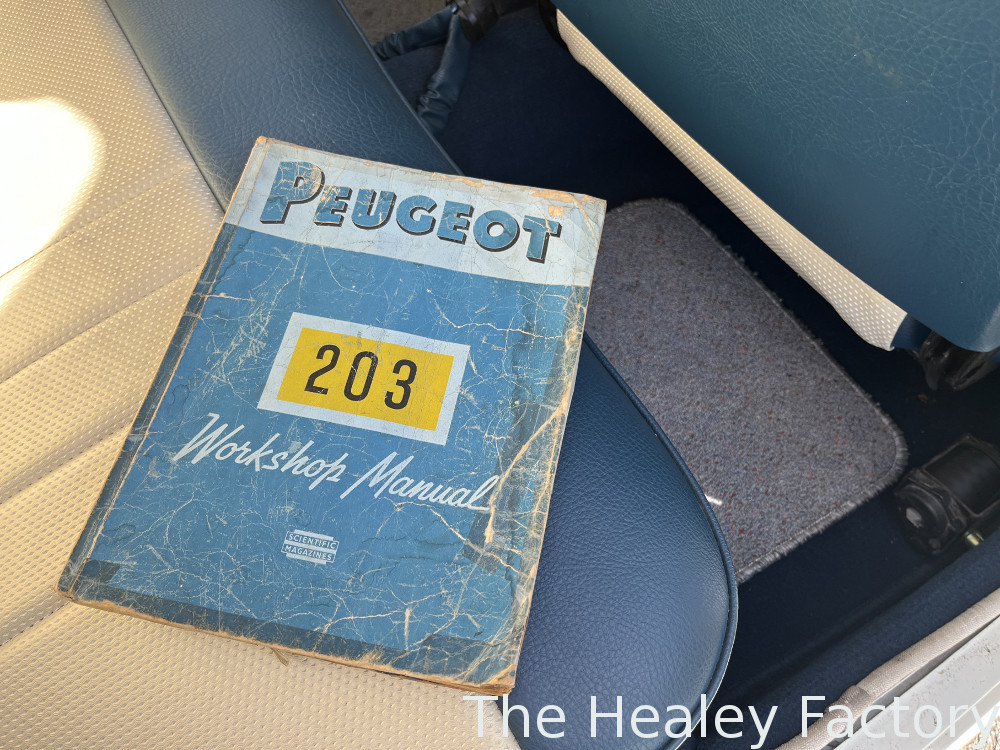 PEUGEOT
203
Workshop Manual
SCIENTIFIC
MAGAZINES
The Healey Factory